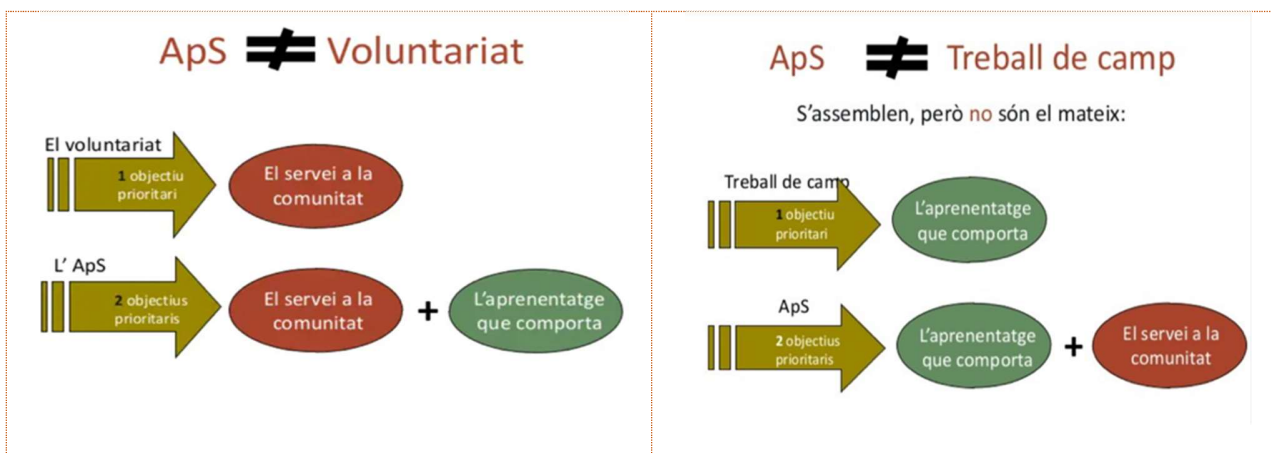 ApS ≠ Voluntariat
El voluntariat
1 objectiu
prioritari
El servei a la
comunitat
L' ApS
2 objectius
prioritaris
El servei a la
comunitat
+
L'aprenentatge
que comporta
ApS ≠ Treball de camp
S'assemblen, però no són el mateix:
Treball de camp
1 objectiu
prioritari
L'aprenentatge
que comporta
ApS
2 objectius
prioritaris
L'aprenentatge
que comporta
+
El servei a la
comunitat